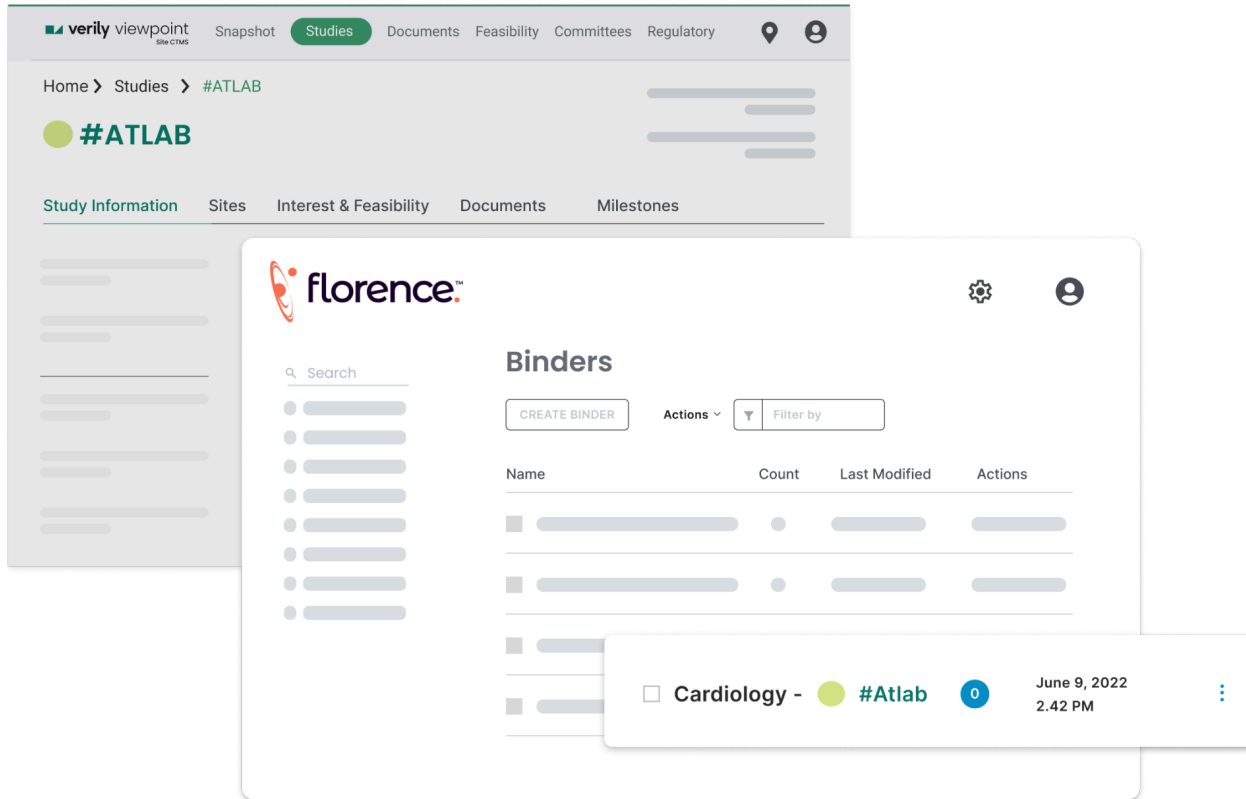 verily viewpoint
Site CTMS
Snapshot Studies Documents Feasibility Committees Regulatory
Home Studies #ATLAB
#ATLAB
Study Information Sites Interest & Feasibility Documents Milestones
florence.™
Search
Binders
CREATE BINDER Actions Filter by
Name Count Last Modified Actions
Cardiology - #Atlab 0 June 9, 2022
2.42 PM